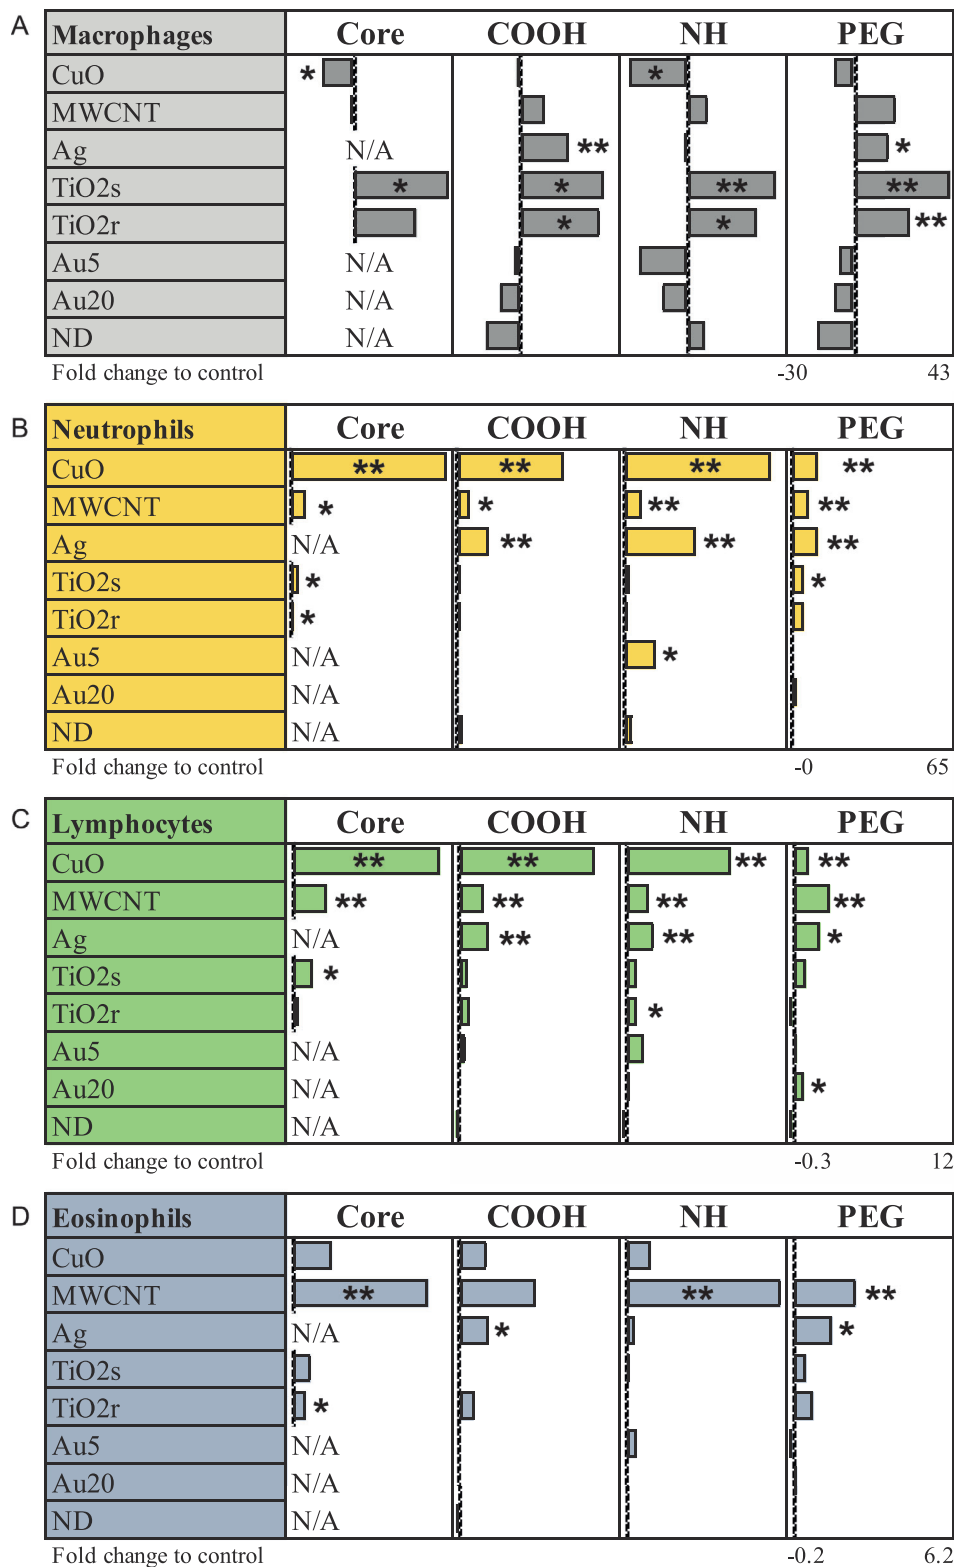 A
Macrophages Core COOH NH PEG
CuO * *
MWCNT
Ag N/A ** *
TiO2s * * ** **
TiO2r * * **
Au5 N/A
Au20 N/A
ND N/A
Fold change to control -30 43
B
Neutrophils Core COOH NH PEG
CuO ** ** ** **
MWCNT * * ** **
Ag N/A ** ** **
TiO2s * *
TiO2r *
Au5 N/A *
Au20 N/A
ND N/A
Fold change to control -0 65
C
Lymphocytes Core COOH NH PEG
CuO ** ** ** **
MWCNT ** ** ** **
Ag N/A ** ** *
TiO2s *
TiO2r *
Au5 N/A
Au20 N/A *
ND N/A
Fold change to control -0.3 12
D
Eosinophils Core COOH NH PEG
CuO
MWCNT ** ** **
Ag N/A * *
TiO2s
TiO2r *
Au5 N/A
Au20 N/A
ND N/A
Fold change to control -0.2 6.2